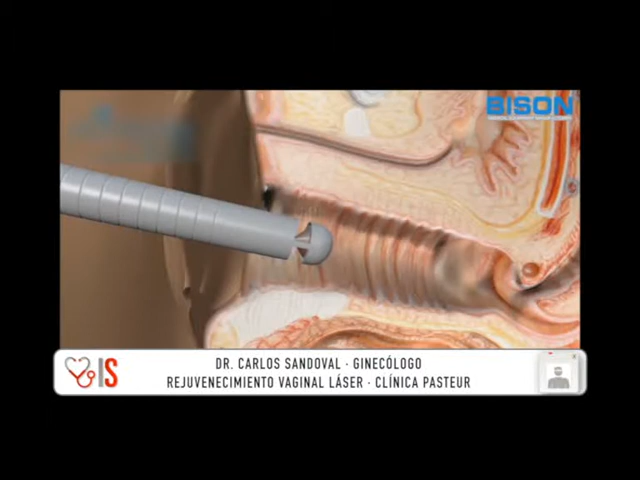 BISON
DR. CARLOS SANDOVAL · GINECÓLOGO
REJUVENECIMIENTO VAGINAL LÁSER · CLÍNICA PASTEUR
IS